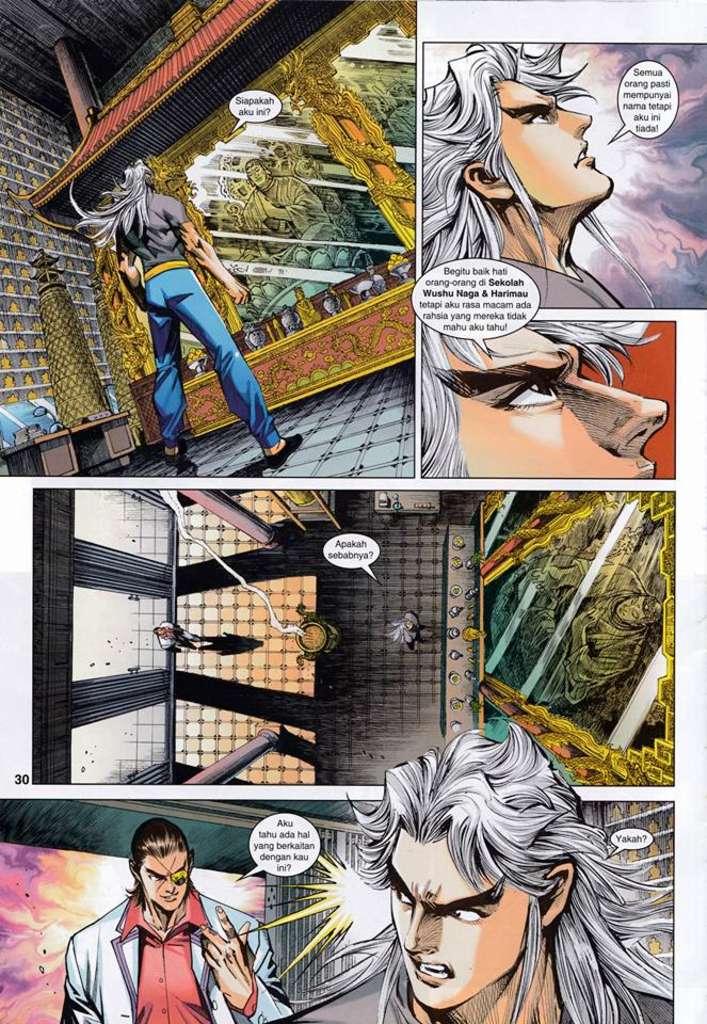 Siapakah
aku ini?
Semua
orang pasti
mempunyai
nama tetapi
aku ini
tiada!
Begitu baik hati
orang-orang di Sekolah
Wushu Naga & Harimau
tetapi aku rasa macam ada
rahsia yang mereka tidak
mahu aku tahu!
Apakah
sebabnya?
30
Aku
tahu ada hal
yang berkaitan
dengan kau
ini?
Yakah?